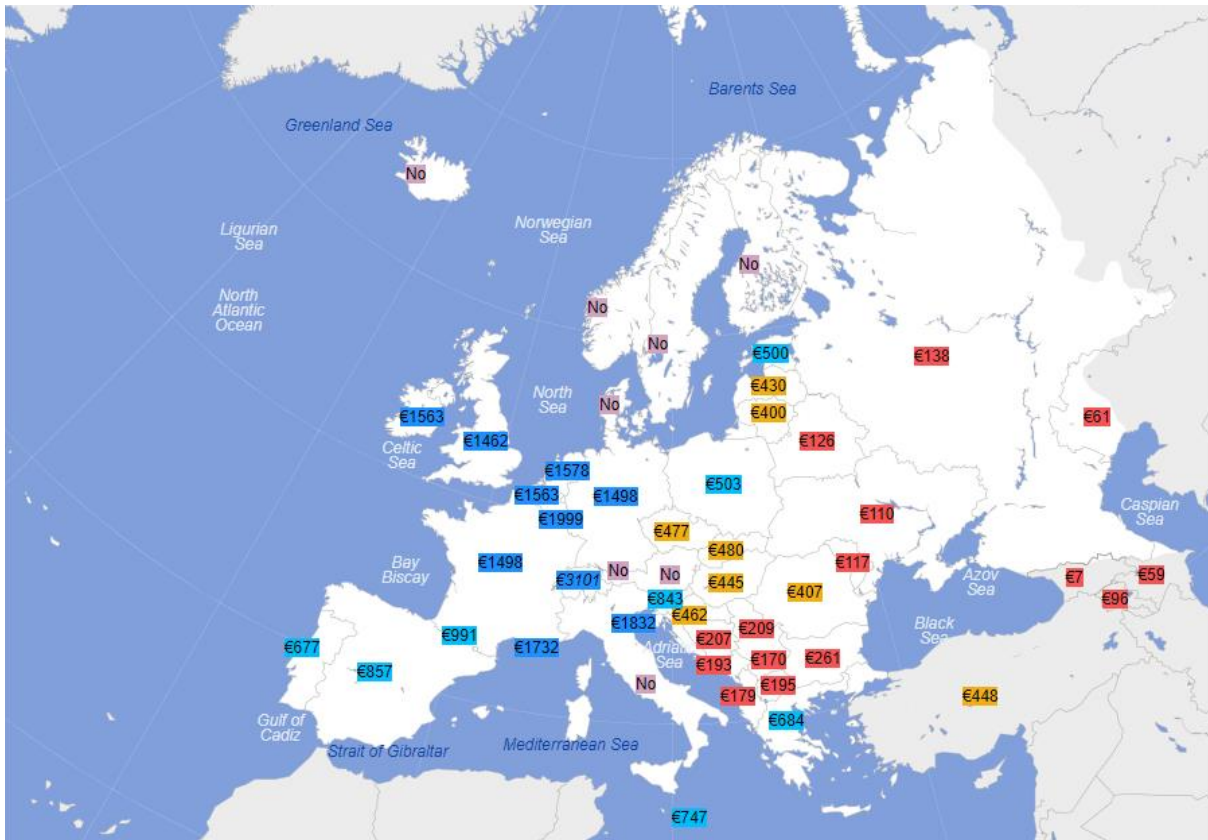 Barents Sea
Greenland Sea
No
Norwegian
Sea
Ligurian
Sea
No
North
Atlantic
Ocean
No
No
€500
€138
€430
North
Sea
No
€400
€1563
€61
€1462
€126
Celtic
Sea
€1578
€503
€1563
€1498
Caspian
Sea
€1999
€110
€477
€480
€1498
€117
Bay
Biscay
€3101
No
No
€445
€7
€59
Azov
Sea
€407
€843
€96
€462
€1832
€209
Black
Sea
€991
€207
€677
€1732
Adriatic
Sea
€193
€170
€261
€857
No
€195
€179
€448
Gulf of
Cadiz
€684
Strait of Gibraltar
Mediterranean Sea
€747